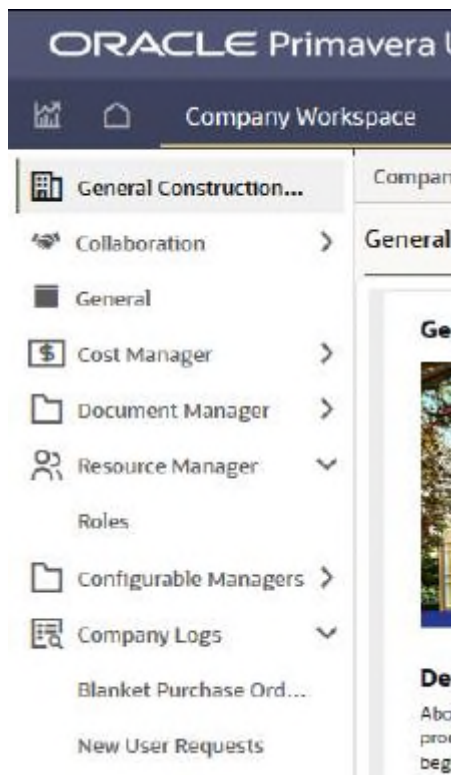 ORACLE Primavera
Company Workspace
General Construction...
Collaboration
General
Cost Manager
Document Manager
Resource Manager
Roles
Configurable Managers
Company Logs
Blanket Purchase Ord...
New User Requests
Compan
General
Ge
De
Abo
beg